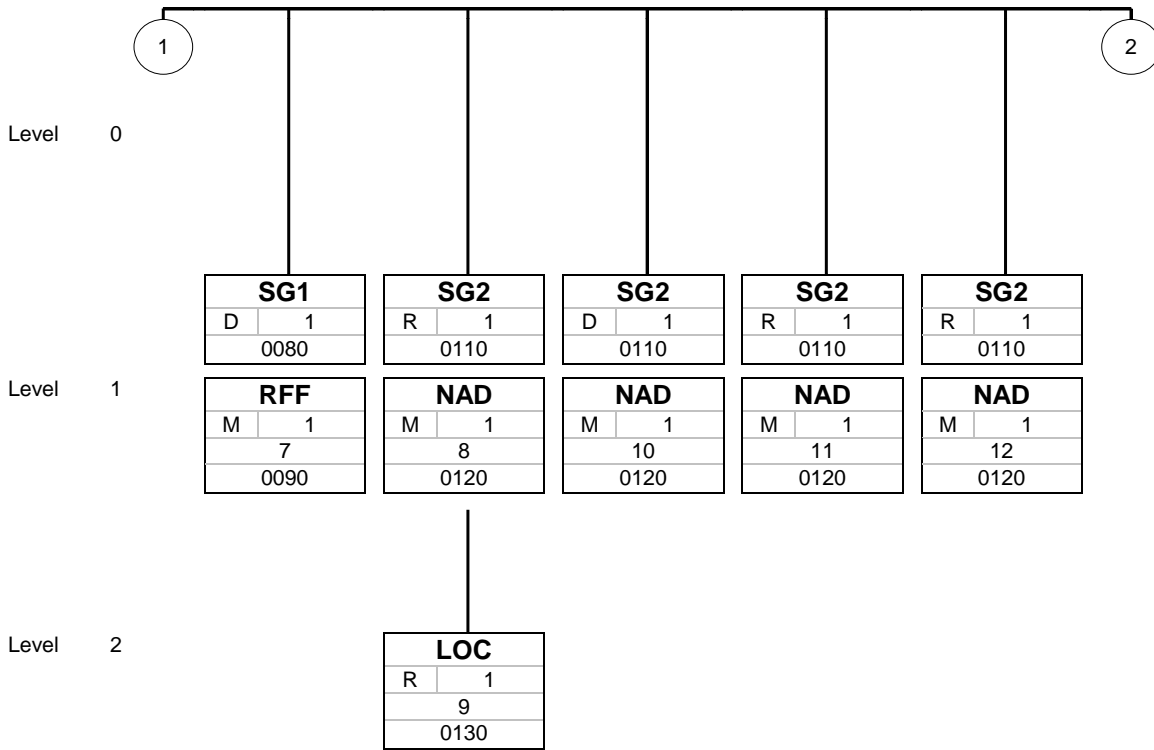 1 2
Level 0
SG1 SG2 SG2 SG2 SG2
D 1 R 1 D 1 R 1 R 1
0080 0110 0110 0110 0110
Level 1
RFF NAD NAD NAD NAD
M 1 M 1 M 1 M 1 M 1
7 8 10 11 12
0090 0120 0120 0120 0120
Level 2
LOC
R 1
9
0130